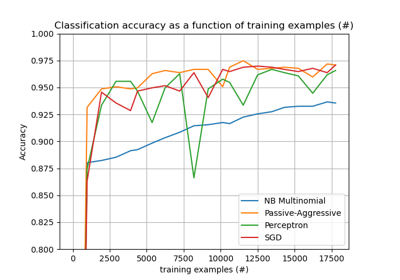 Classification accuracy as a function of training examples (#)
1.000
0.975
0.950
0.925
0.900
0.875
0.850
0.825
0.800
Accuracy
0 2500 5000 7500 10000 12500 15000 17500
training examples (#)
NB Multinomial
Passive-Aggressive
Perceptron
SGD